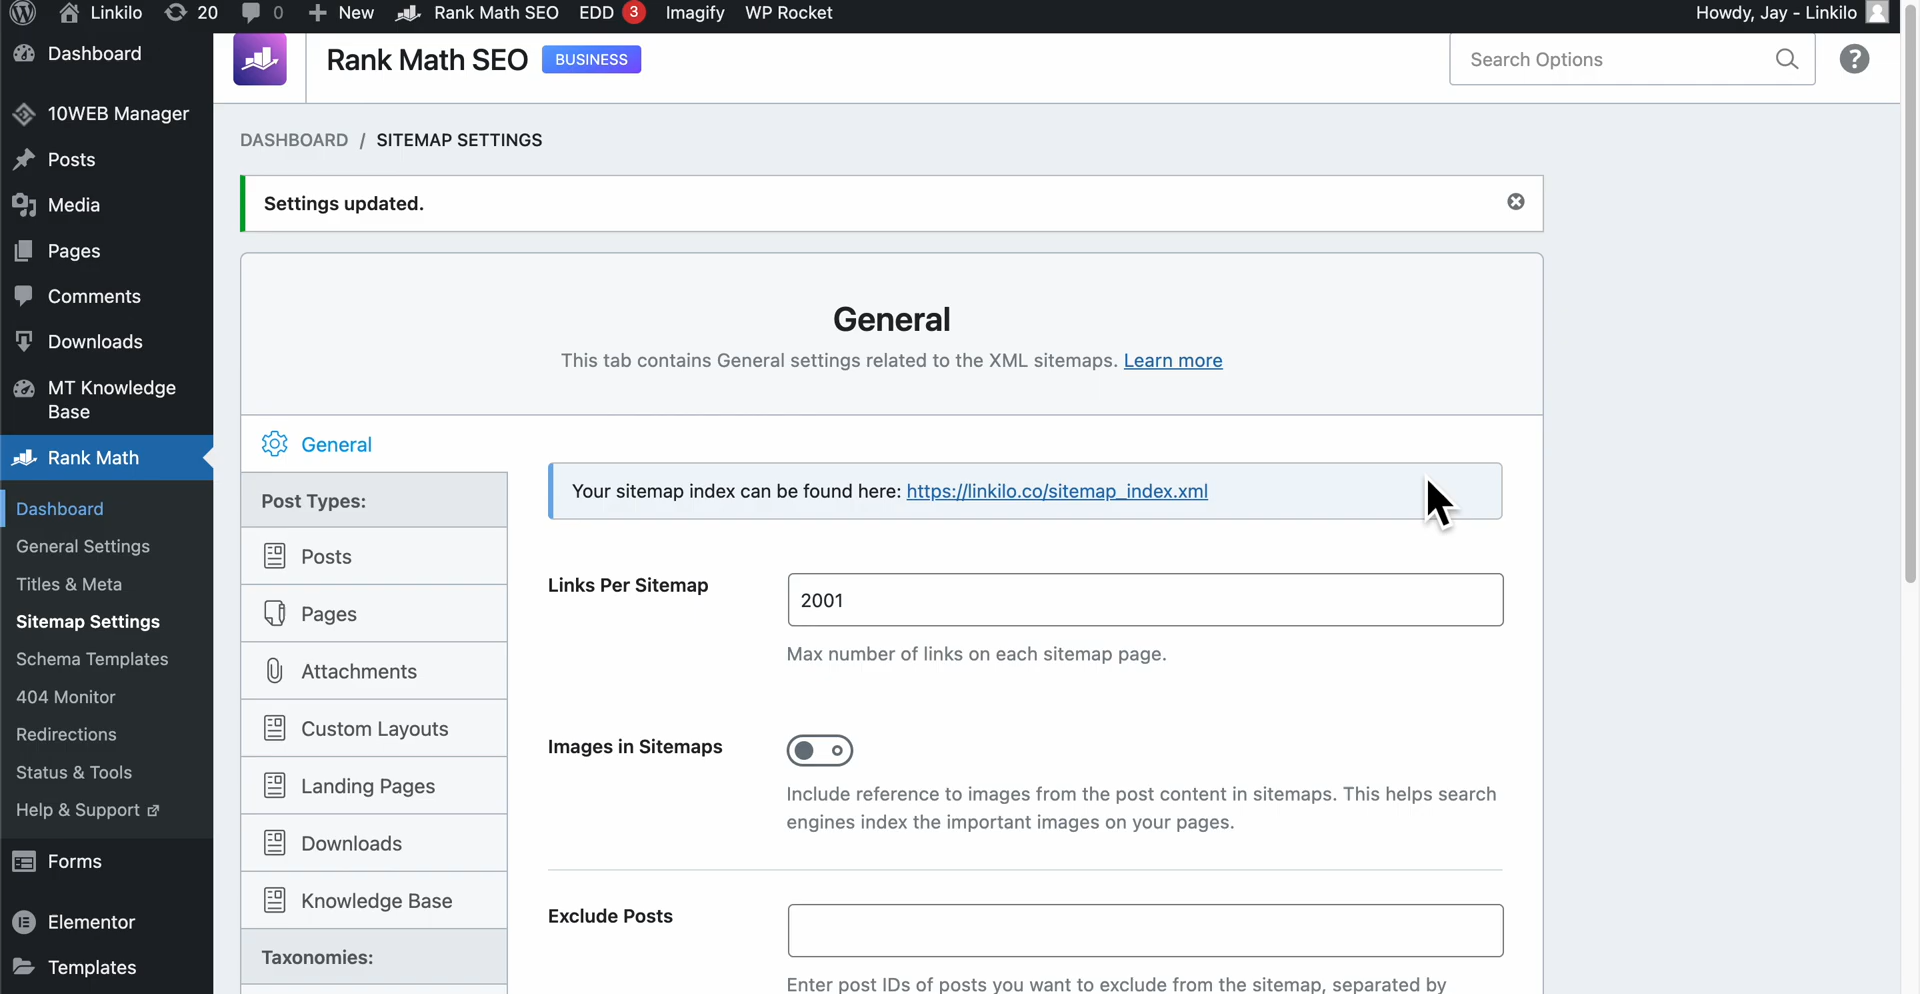 Linkilo 20 0 New Rank Math SEO EDD 3 Imagify WP Rocket Howdy, Jay - Linkilo
Dashboard
10WEB Manager
Posts
Media
Pages
Comments
Downloads
MT Knowledge
Base
Rank Math
Dashboard
General Settings
Titles & Meta
Sitemap Settings
Schema Templates
404 Monitor
Redirections
Status & Tools
Help & Support
Forms
Elementor
Templates
Rank Math SEO BUSINESS
Search Options ?
DASHBOARD / SITEMAP SETTINGS
Settings updated.
General
This tab contains General settings related to the XML sitemaps. Learn more
General
Post Types:
Posts
Pages
Attachments
Custom Layouts
Landing Pages
Downloads
Knowledge Base
Taxonomies:
Your sitemap index can be found here: https://linkilo.co/sitemap_index.xml
Links Per Sitemap
2001
Max number of links on each sitemap page.
Images in Sitemaps
Include reference to images from the post content in sitemaps. This helps search
engines index the important images on your pages.
Exclude Posts
Enter post IDs of posts you want to exclude from the sitemap, separated by